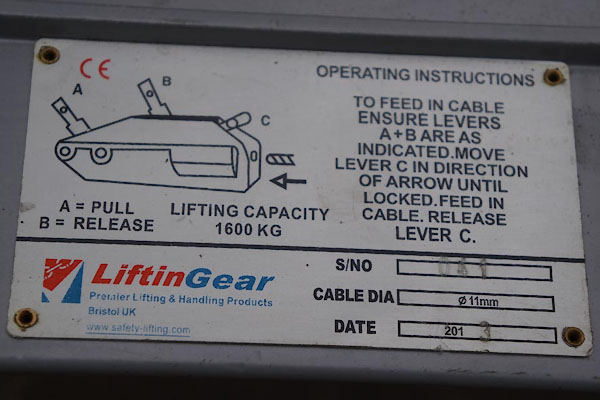 CE
A
B
C
A = PULL
B = RELEASE
LIFTING CAPACITY
1600 KG
OPERATING INSTRUCTIONS
TO FEED IN CABLE
ENSURE LEVERS
A+B ARE AS
INDICATED.MOVE
LEVER C IN DIRECTION
OF ARROW UNTIL
LOCKED.FEED IN
CABLE. RELEASE
LEVER C.
LiftinGear
Premier Lifting & Handling Products
Bristol UK
www.safety-lifting.com
S/NO 041
CABLE DIA ø11mm
DATE 2013